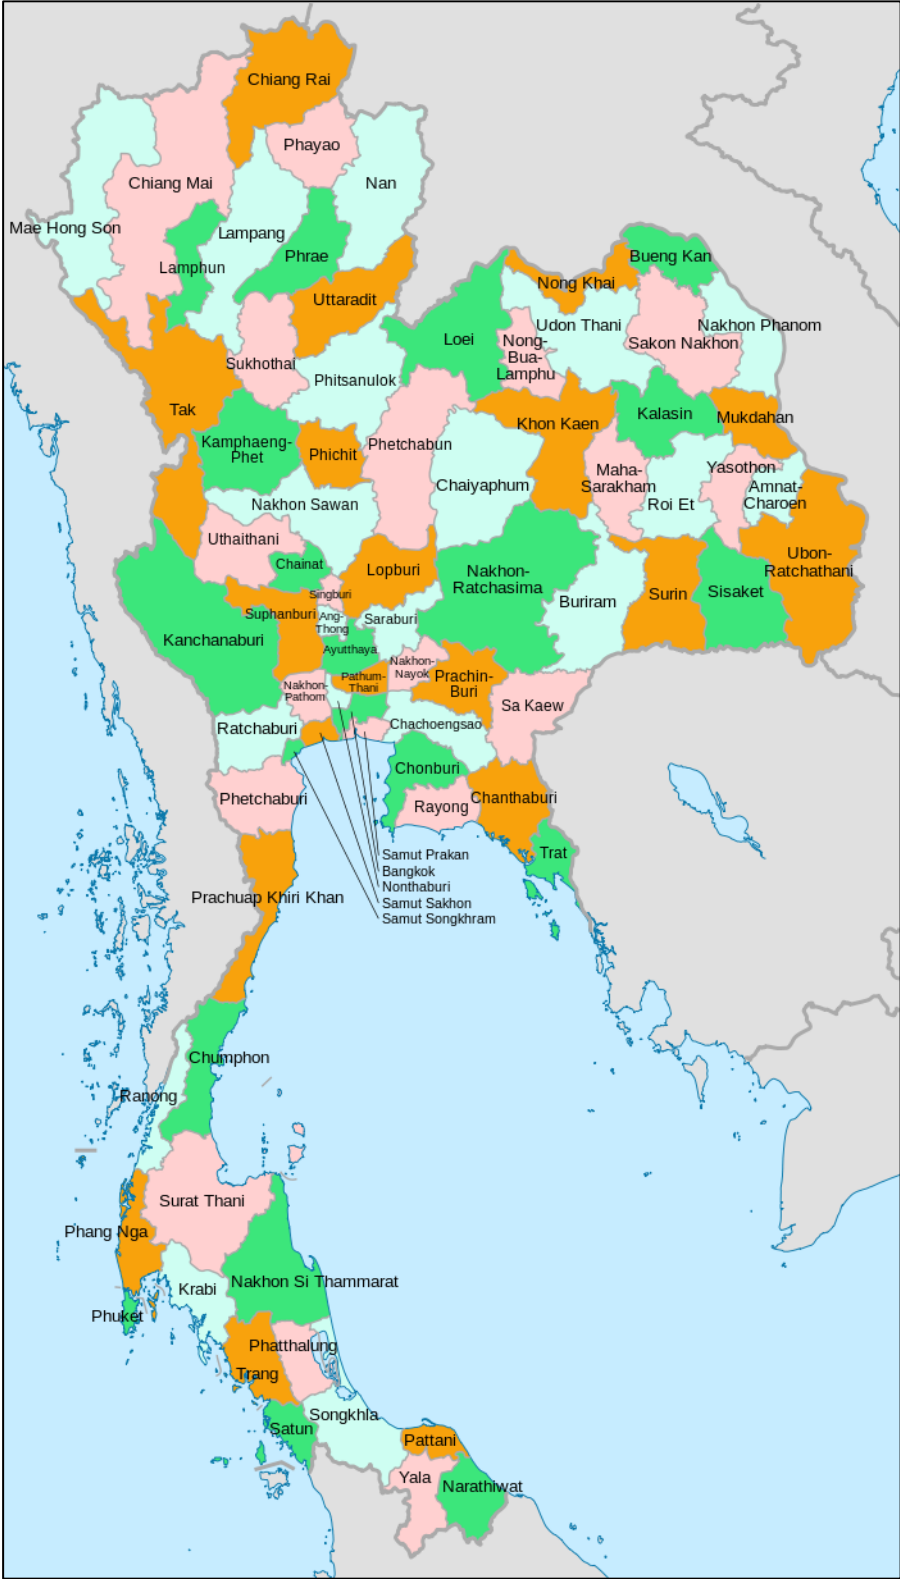 Chiang Rai
Phayao
Nan
Chiang Mai
Mae Hong Son
Lampang
Phrae
Lamphun
Bueng Kan
Nong Khai
Uttaradit
Udon Thani
Nakhon Phanom
Loei
Nong-
Bua-
Lamphu
Sakon Nakhon
Sukhothai
Phitsanulok
Tak
Khon Kaen
Kalasin
Mukdahan
Kamphaeng-
Phet
Phichit
Phetchabun
Maha-
Sarakham
Yasothon
Chaiyaphum
Amnat-
Charoen
Roi Et
Nakhon Sawan
Uthaithani
Chainat
Lopburi
Nakhon-
Ratchasima
Ubon-
Ratchathani
Singburi
Buriram
Surin
Sisaket
Suphanburi
Ang-
Thong
Saraburi
Kanchanaburi
Ayutthaya
Nakhon-
Nayok
Pathum-
Thani
Prachin-
Buri
Nakhon-
Pathom
Sa Kaew
Ratchaburi
Chachoengsao
Chonburi
Phetchaburi
Rayong
Chanthaburi
Trat
Samut Prakan
Bangkok
Nonthaburi
Samut Sakhon
Samut Songkhram
Prachuap Khiri Khan
Chumphon
Ranong
Surat Thani
Phang Nga
Nakhon Si Thammarat
Krabi
Phuket
Phatthalung
Trang
Songkhla
Satun
Pattani
Yala
Narathiwat